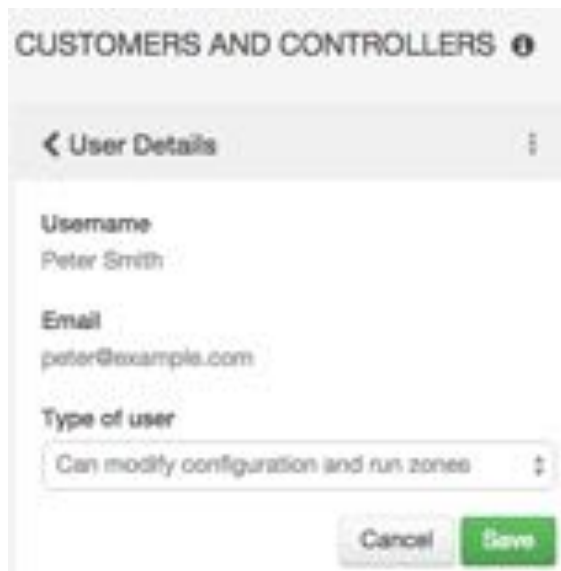 CUSTOMERS AND CONTROLLERS
User Details
Username
Peter Smith
Email
peter@example.com
Type of user
Can modify configuration and run zones
Cancel Save